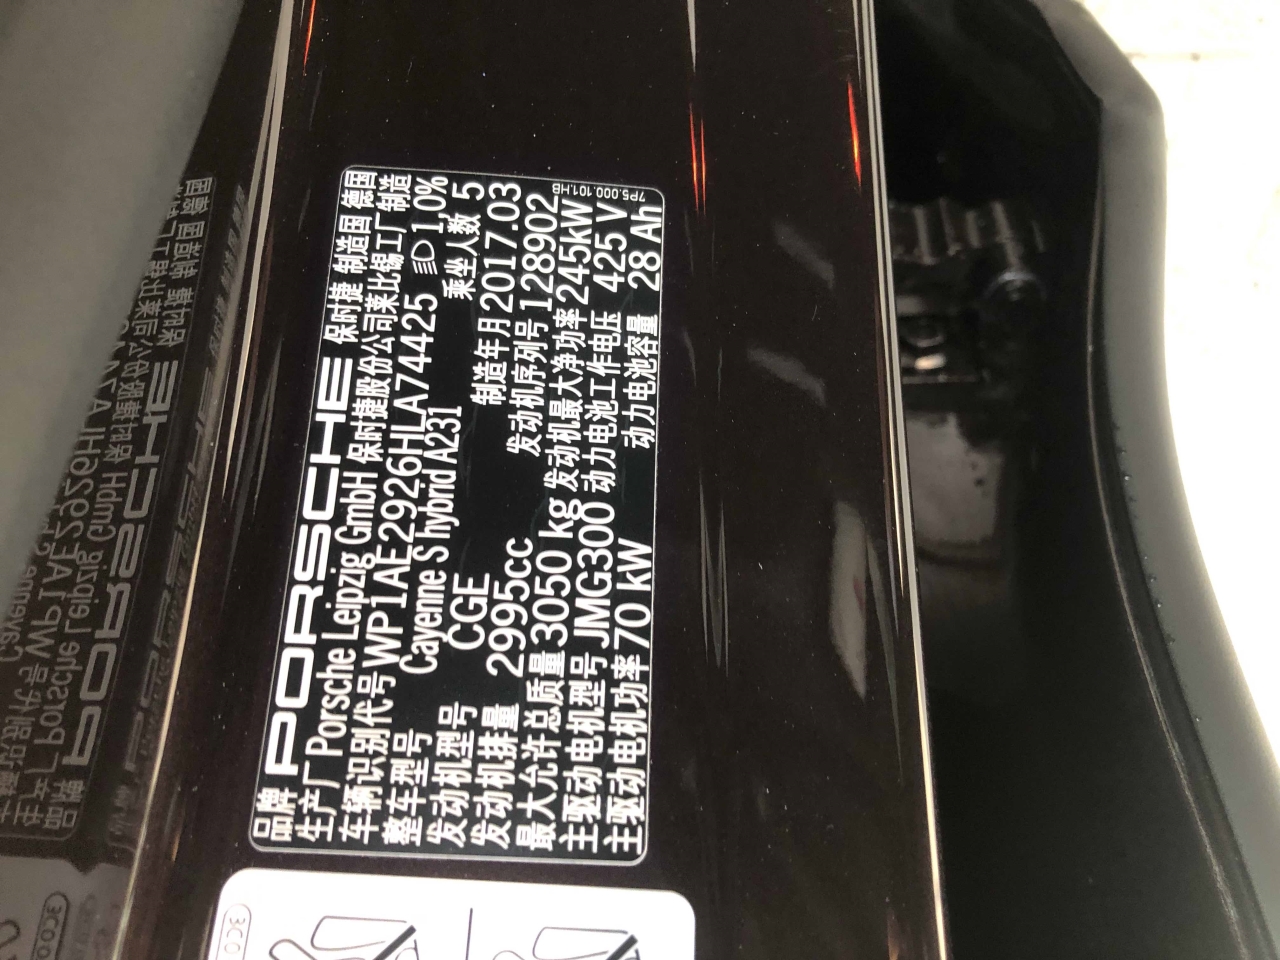 品牌 PORSCHE 保时捷 制造国 德国
生产厂 Porsche Leipzig GmbH 保时捷股份公司莱比锡工厂制造
车辆识别代号 WP1AE2926HLA74425 1,0%
整车型号 Cayenne S hybrid A231 乘坐人数 5
发动机型号 CGE 制造年月 2017.03
发动机排量 2995cc 发动机序列号 128902
最大允许总质量 3050 kg 发动机最大净功率 245kW
主驱动电机型号 JMG300 动力电池工作电压 425 V
主驱动电机功率 70 kW 动力电池容量 28 Ah
7P5.000.101.HB